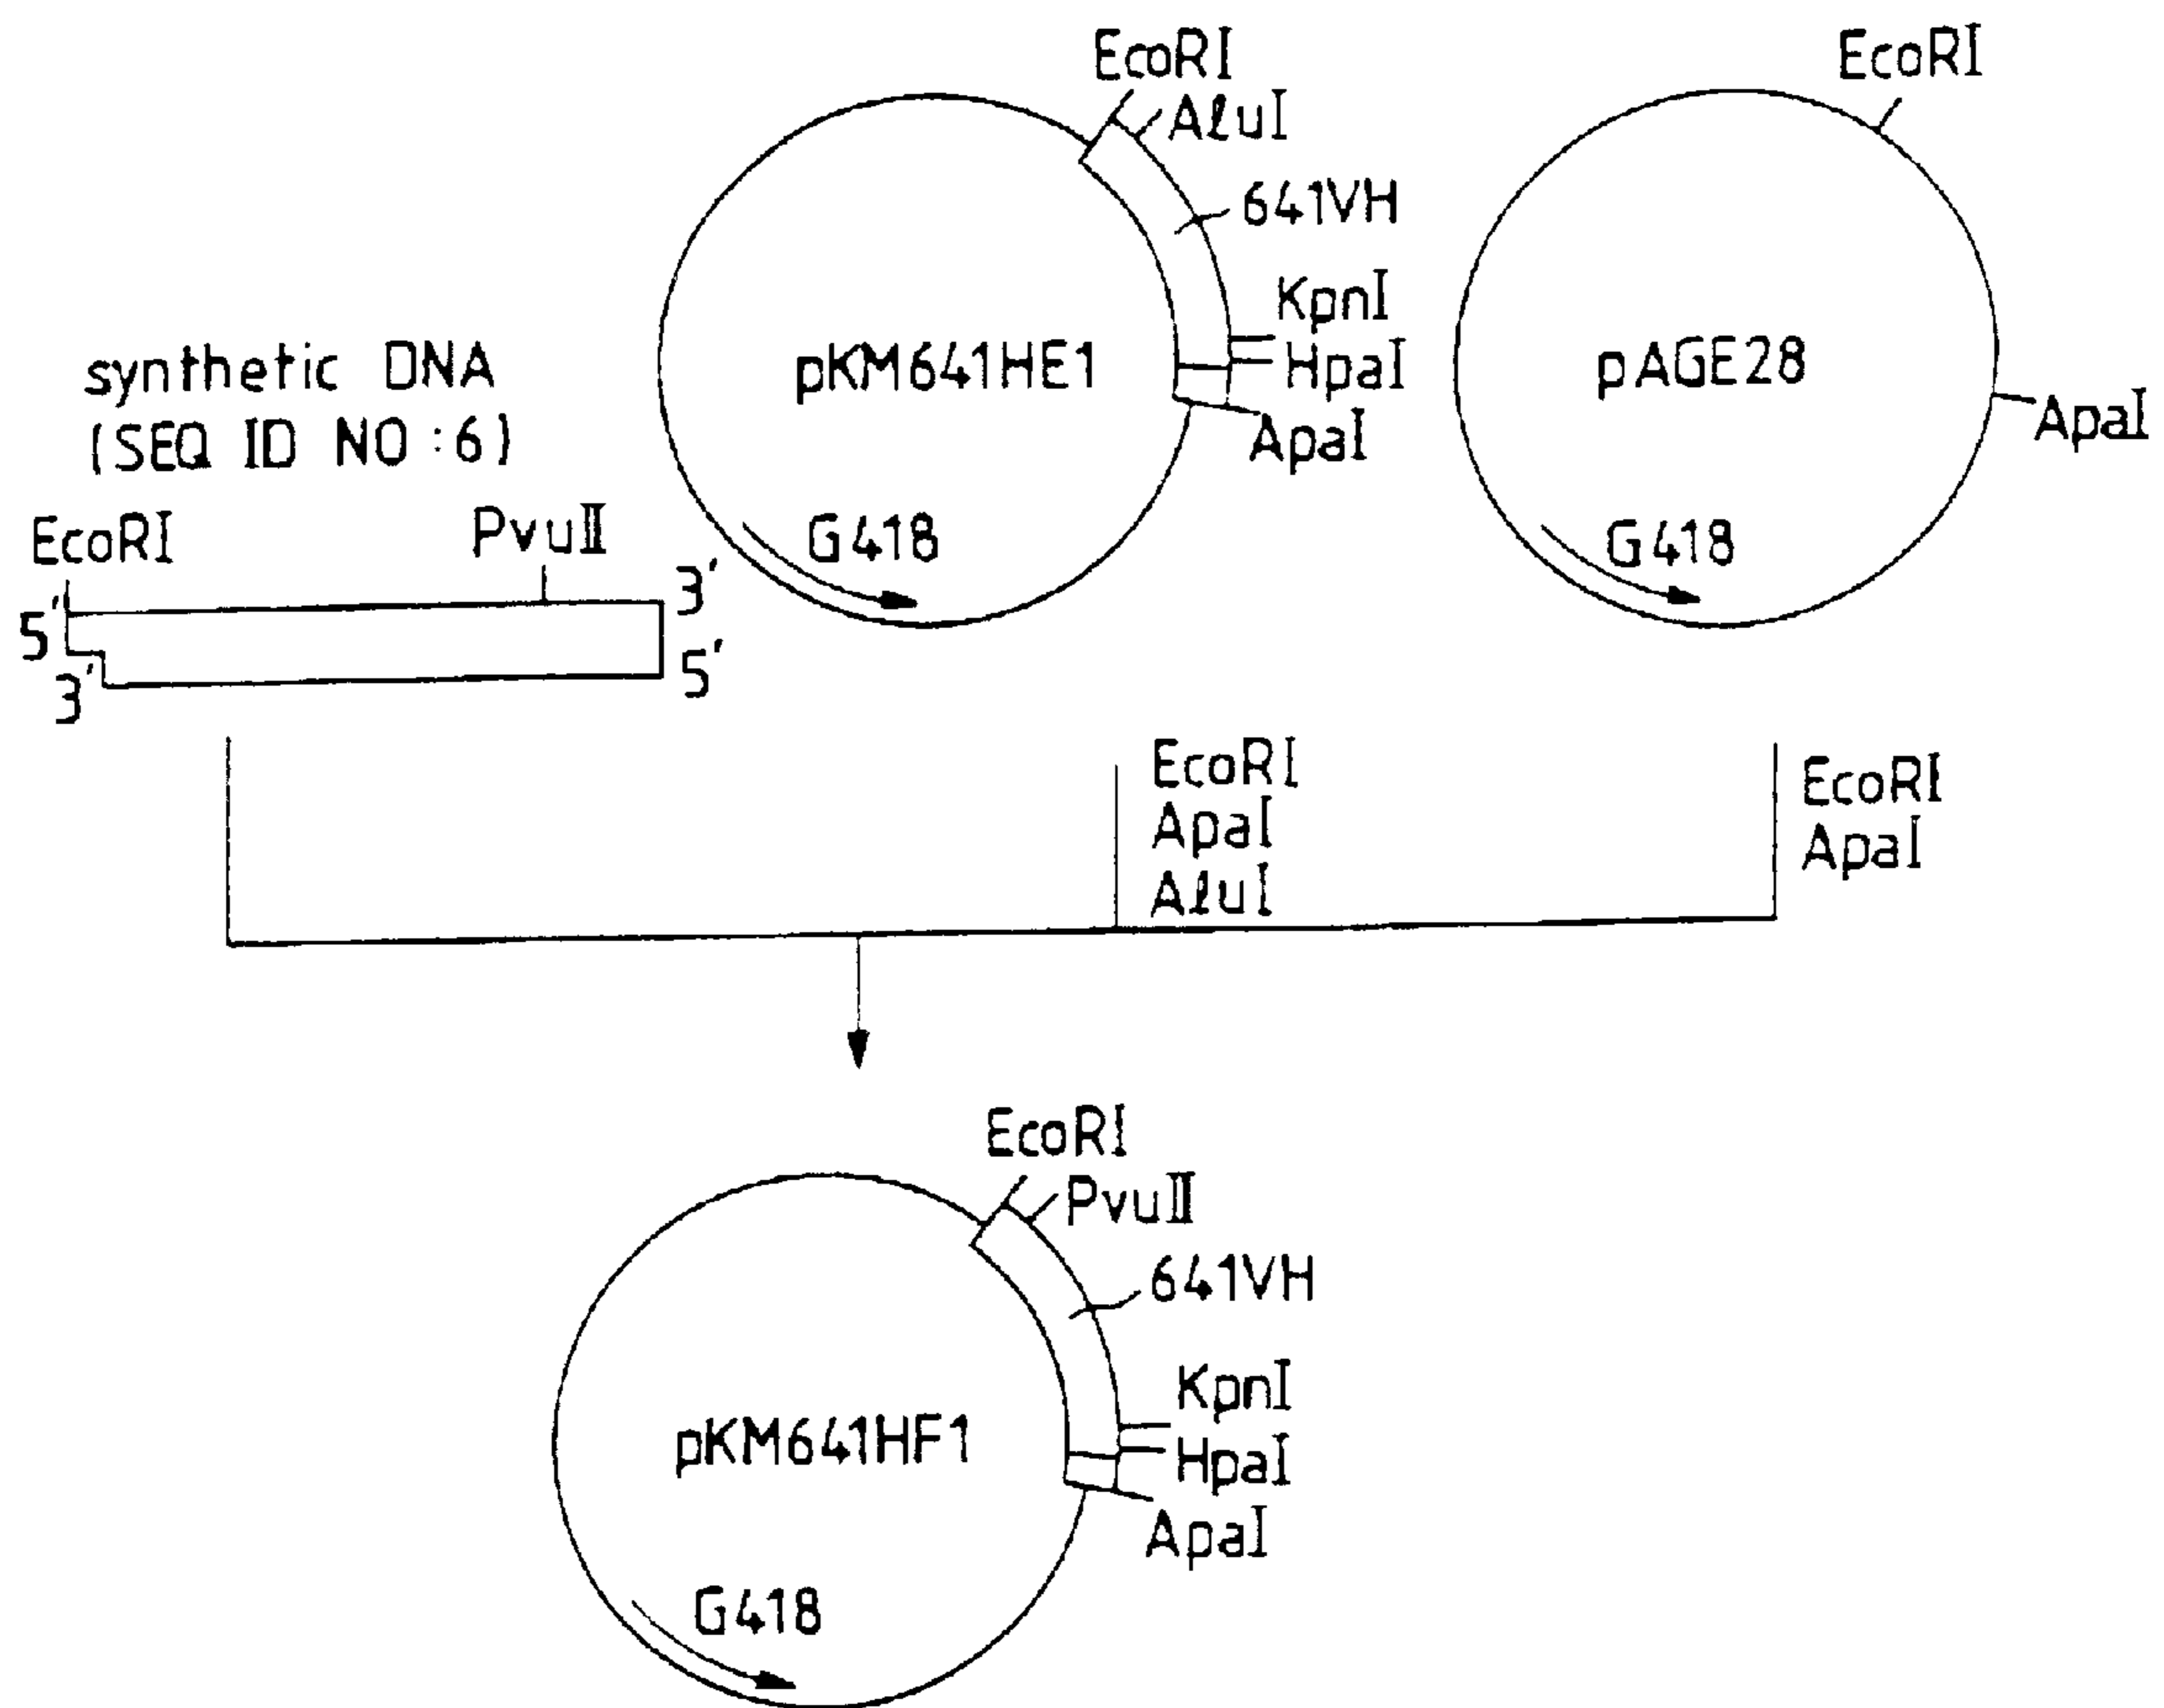 EcoRI
AluI
641VH
KpnI
HpaI
ApaI
pKM641HE1
G418
EcoRI
pAGE28
ApaI
G418
synthetic DNA
(SEQ ID NO:6)
EcoRI
PvuII
5'
3'
3'
5'
EcoRI
ApaI
AluI
EcoRI
ApaI
EcoRI
PvuII
641VH
KpnI
HpaI
ApaI
pKM641HF1
G418